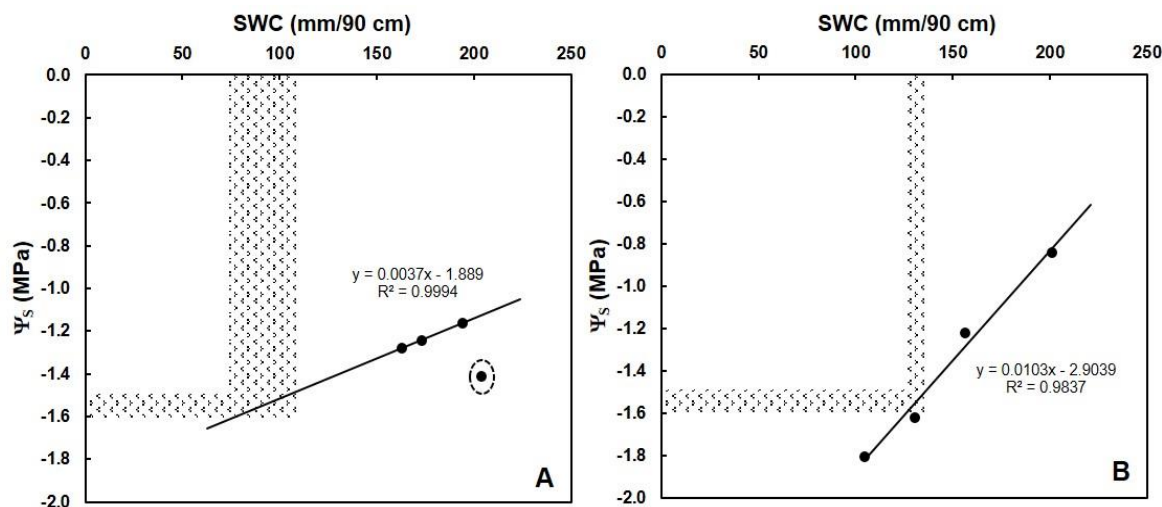 SWC (mm/90 cm)
0 50 100 150 200 250
0.0
-0.2
-0.4
-0.6
-0.8
-1.0
-1.2
-1.4
-1.6
-1.8
-2.0
Ψs (MPa)
y = 0.0037x - 1.889
R² = 0.9994
A
SWC (mm/90 cm)
0 50 100 150 200 250
0.0
-0.2
-0.4
-0.6
-0.8
-1.0
-1.2
-1.4
-1.6
-1.8
-2.0
Ψs (MPa)
y = 0.0103x - 2.9039
R² = 0.9837
B